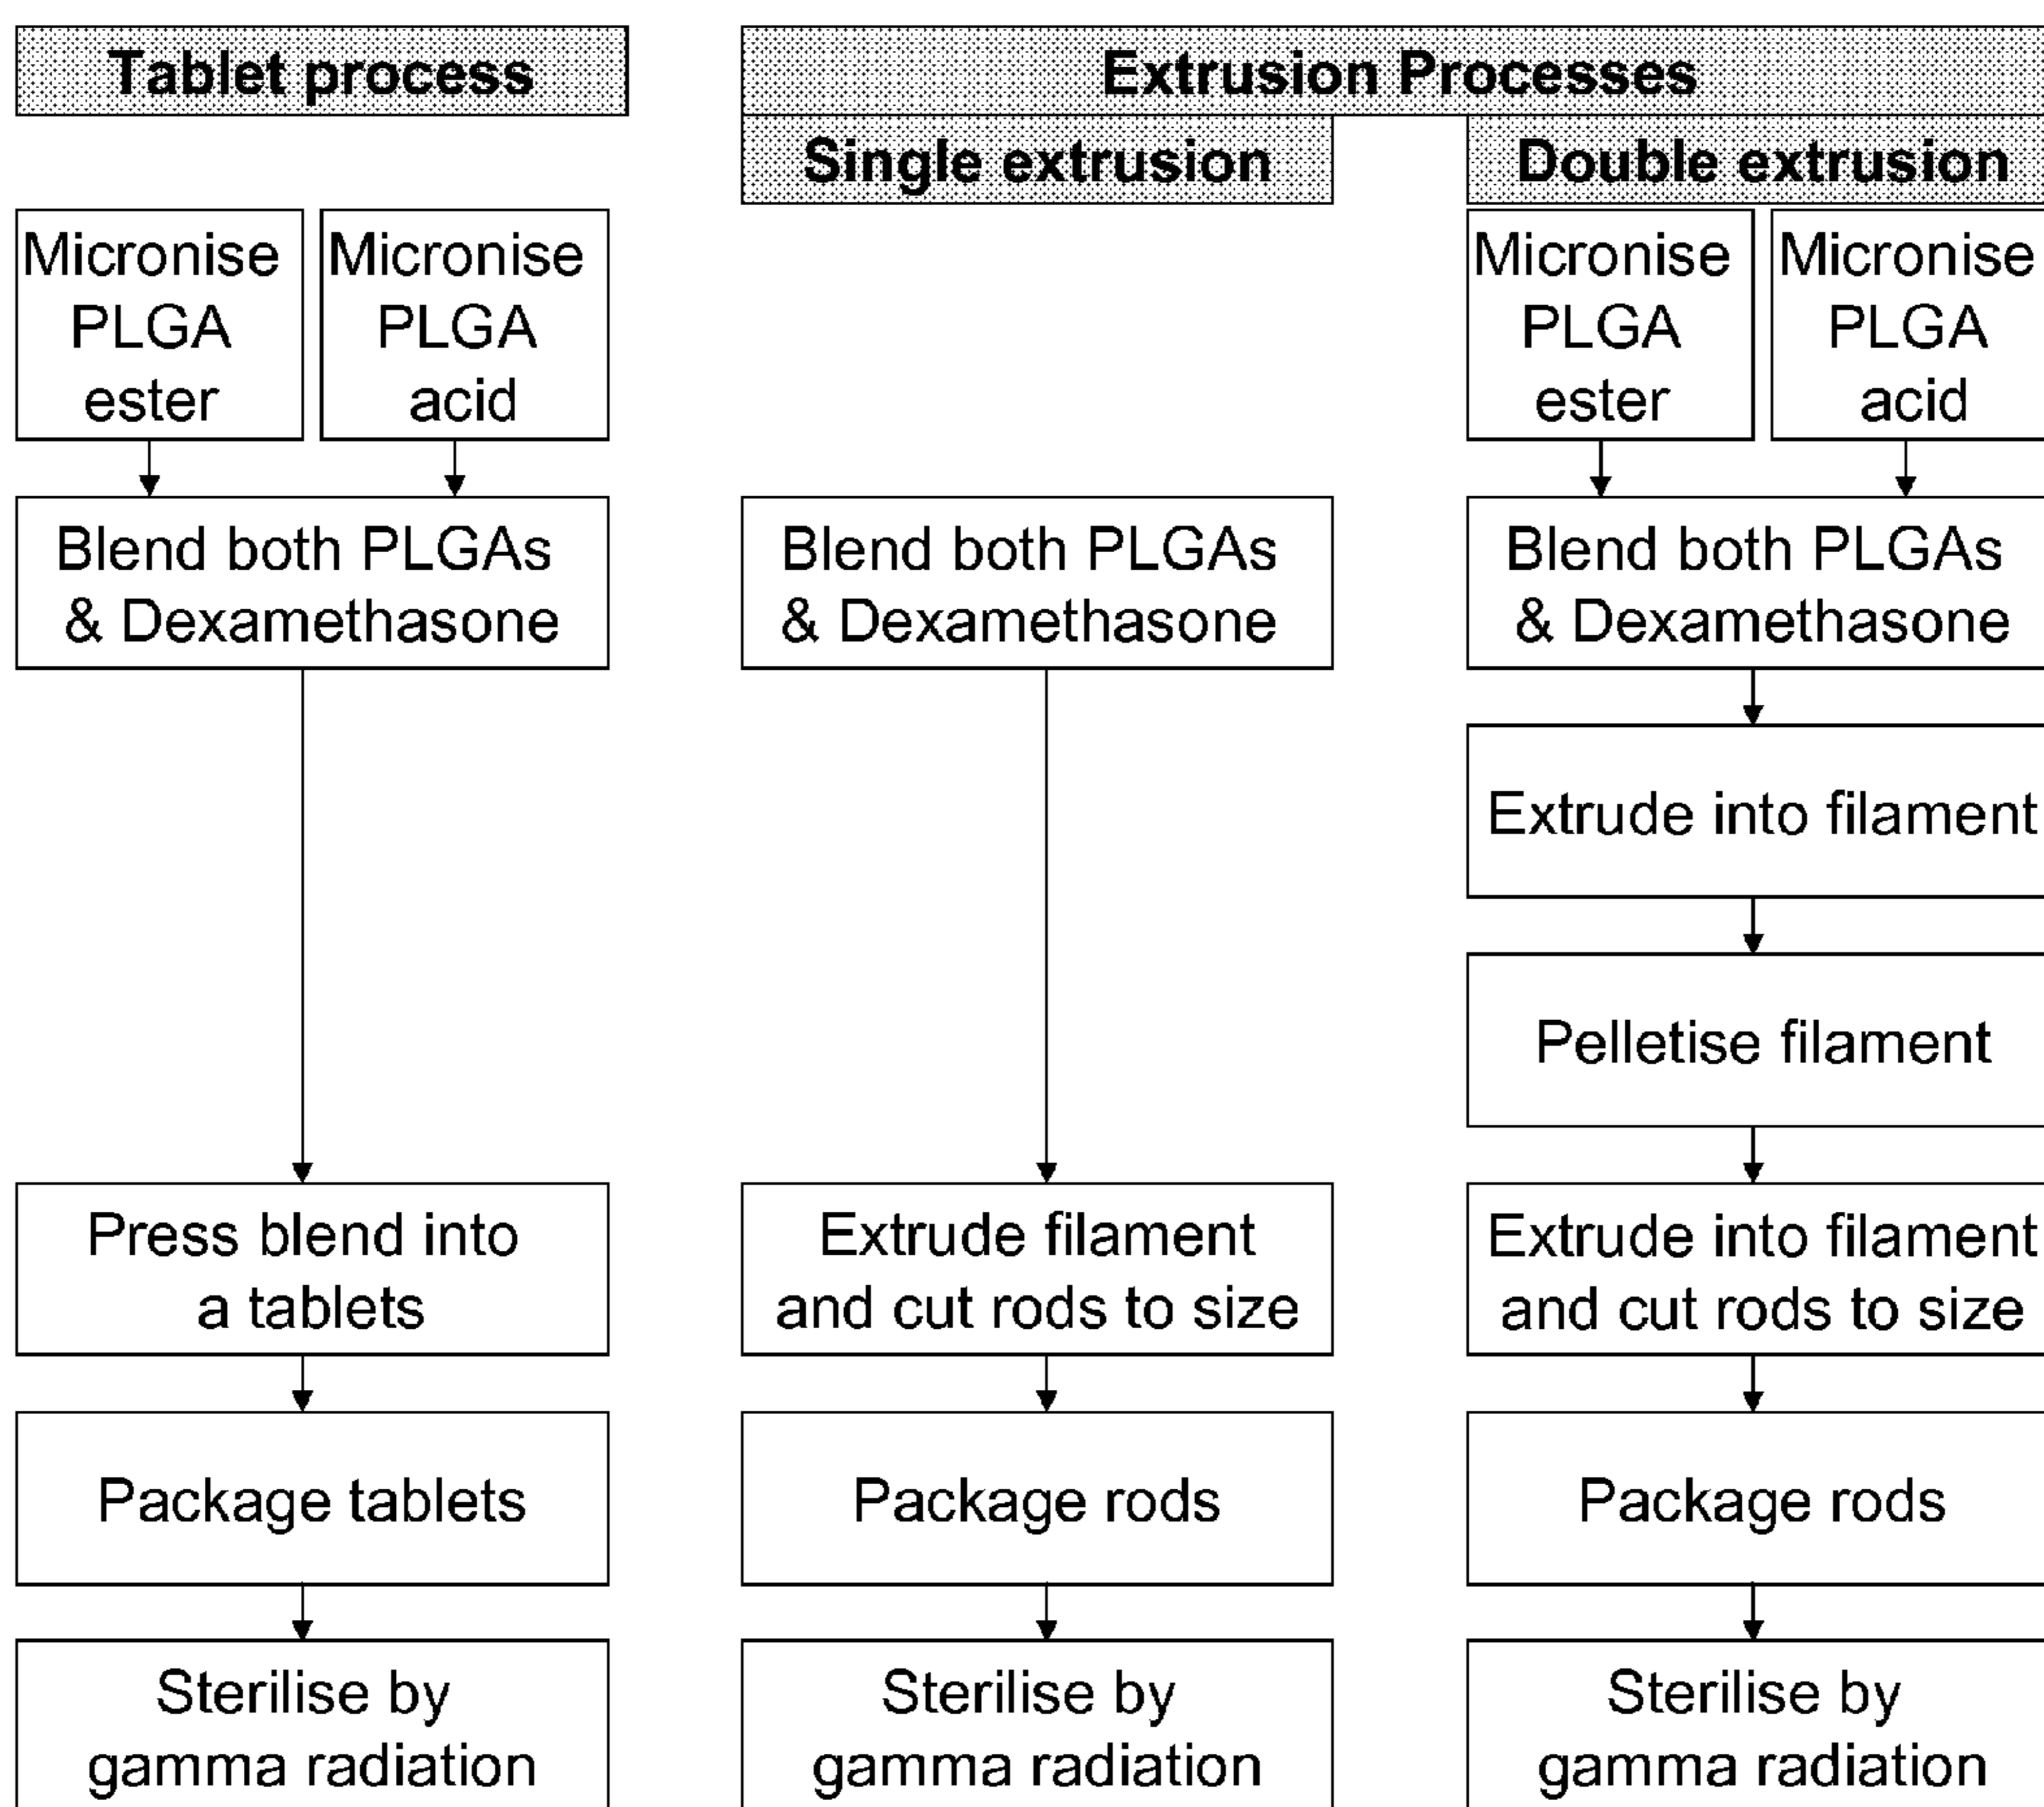 Tablet process
Extrusion Processes
Single extrusion
Double extrusion
Micronise
PLGA
ester
Micronise
PLGA
acid
Micronise
PLGA
ester
Micronise
PLGA
acid
Blend both PLGAs
& Dexamethasone
Blend both PLGAs
& Dexamethasone
Blend both PLGAs
& Dexamethasone
Extrude into filament
Pelletise filament
Press blend into
a tablets
Extrude filament
and cut rods to size
Extrude into filament
and cut rods to size
Package tablets
Package rods
Package rods
Sterilise by
gamma radiation
Sterilise by
gamma radiation
Sterilise by
gamma radiation